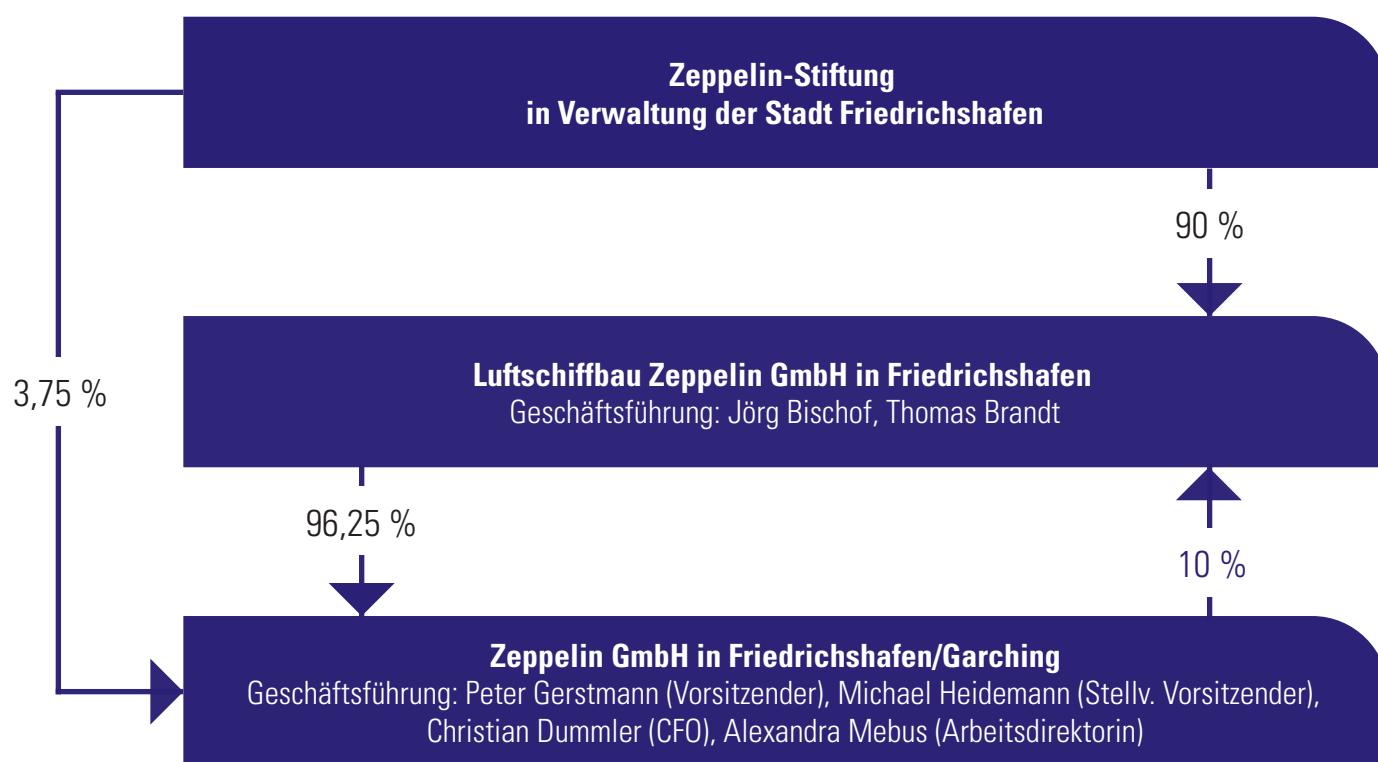 Zeppelin-Stiftung
in Verwaltung der Stadt Friedrichshafen
90 %
Luftschiffbau Zeppelin GmbH in Friedrichshafen
Geschäftsführung: Jörg Bischof, Thomas Brandt
3,75 %
96,25 %
10 %
Zeppelin GmbH in Friedrichshafen/Garching
Geschäftsführung: Peter Gerstmann (Vorsitzender), Michael Heidemann (Stellv. Vorsitzender),
Christian Dummler (CFO), Alexandra Mebus (Arbeitsdirektorin)